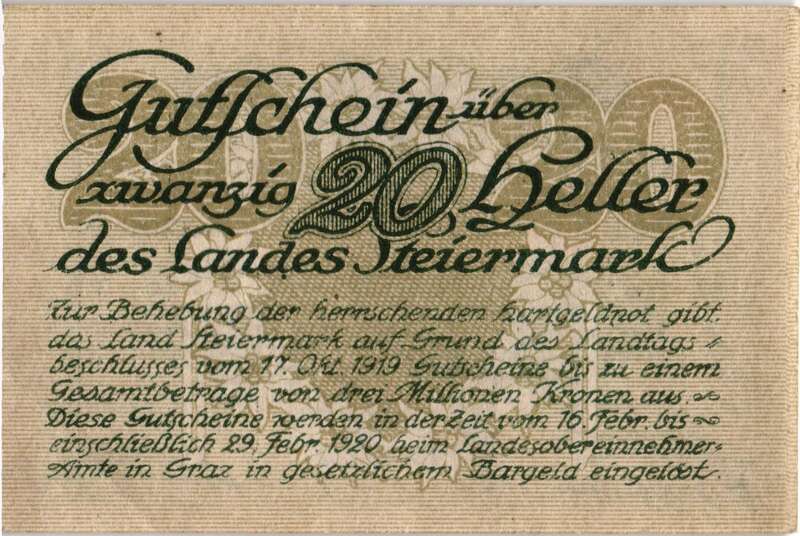 20 20
Gutschein über
zwanzig 20 Heller
des Landes Steiermark
Zur Behebung der herrschenden Hartgeldnot gibt
das Land Steiermark auf Grund des Landtags=
beschlusses vom 17. Okt. 1919 Gutscheine bis zu einem
Gesamtbetrage von drei Millionen Kronen aus.
Diese Gutscheine werden in der Zeit vom 16. Febr. bis
einschließlich 29. Febr. 1920 beim Landesobereinnehmer=
Amte in Graz in gesetzlichem Bargeld eingelöst.